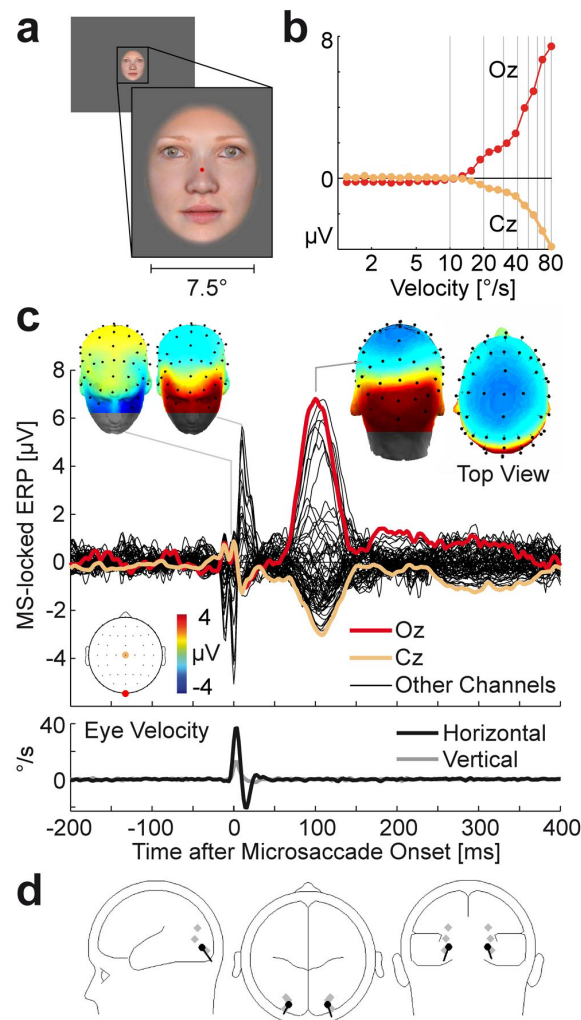 a
7.5°
b
8
Oz
0
Cz
µV
2
5
10
20
40
80
Velocity [°/s]
c
8
6
4
2
0
-2
-4
MS-locked ERP [µV]
Top View
4
µV
-4
Oz
Cz
Other Channels
40
0
°/s
Eye Velocity
Horizontal
Vertical
-200
-100
0
100
200
300
400
Time after Microsaccade Onset [ms]
d